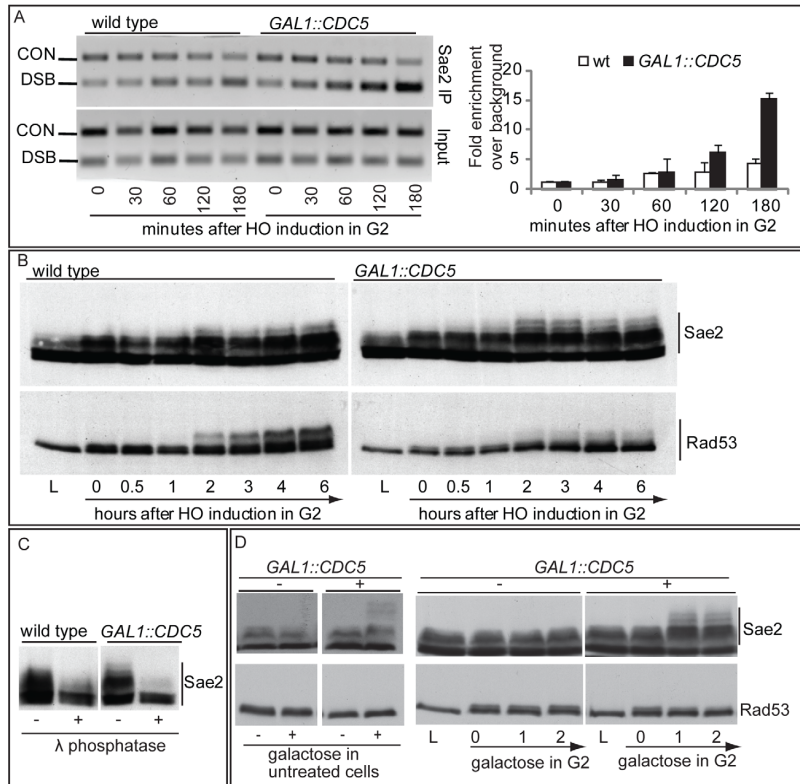 A
wild type GAL1::CDC5
CON
DSB
Sae2 IP
CON
DSB
Input
0 30 60 120 180 0 30 60 120 180
minutes after HO induction in G2
wt GAL1::CDC5
Fold enrichment
over background
20
15
10
5
0
0 30 60 120 180
minutes after HO induction in G2
B
wild type GAL1::CDC5
Sae2
Rad53
L 0 0.5 1 2 3 4 6 L 0 0.5 1 2 3 4 6
hours after HO induction in G2 hours after HO induction in G2
C
wild type GAL1::CDC5
Sae2
- + - +
λ phosphatase
D
GAL1::CDC5 GAL1::CDC5
- + - +
Sae2
Rad53
- + - + L 0 1 2 L 0 1 2
galactose in
untreated cells
galactose in G2 galactose in G2